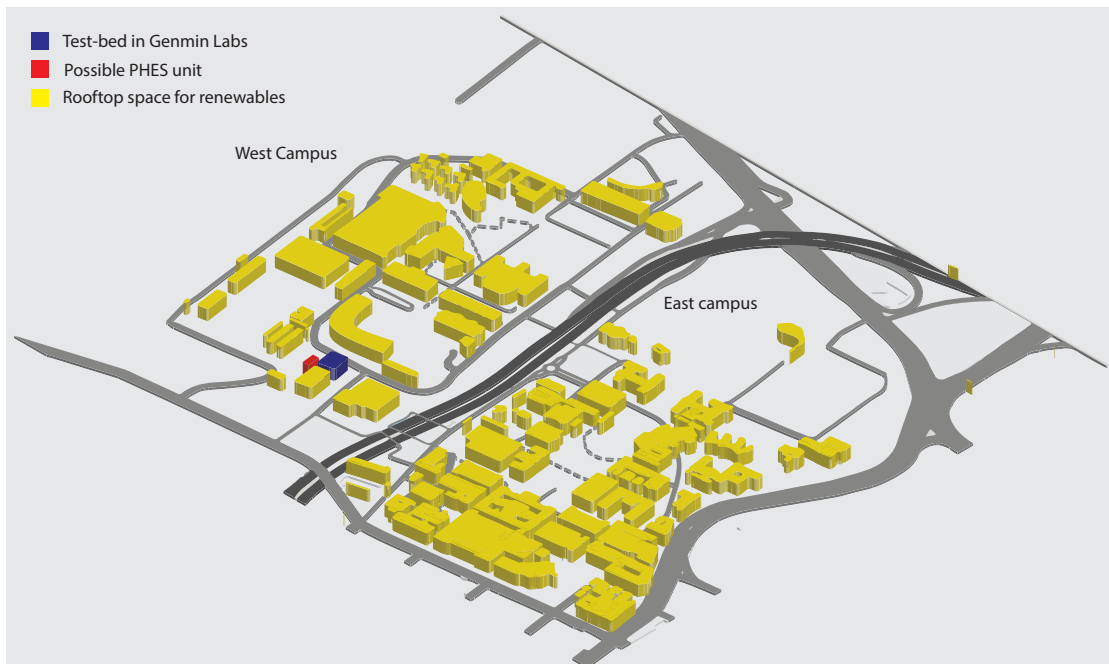 Test-bed in Genmin Labs
Possible PHES unit
Rooftop space for renewables
West Campus
East campus